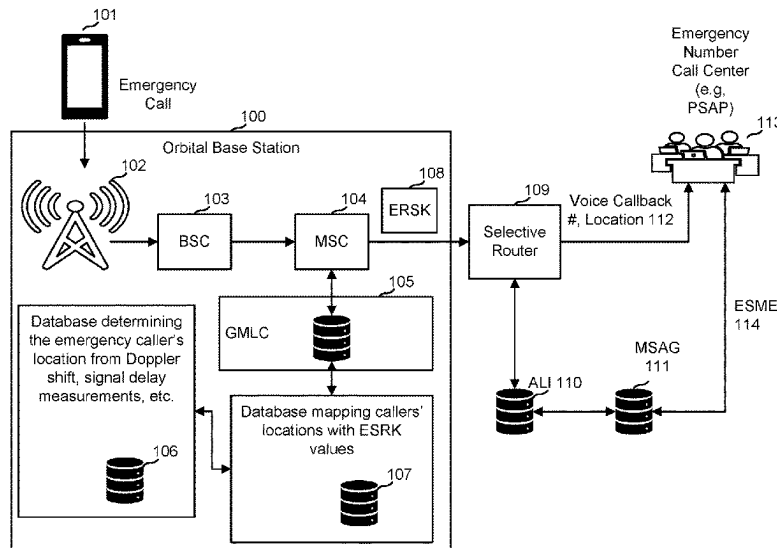 101
Emergency
Call
100
Orbital Base Station
102
103
BSC
104
MSC
108
ERSK
109
Selective
Router
Voice Callback
#, Location 112
Emergency
Number
Call Center
(e.g,
PSAP)
113
105
GMLC
Database determining
the emergency caller's
location from Doppler
shift, signal delay
measurements, etc.
106
Database mapping callers'
locations with ESRK
values
107
ALI 110
MSAG
111
ESME
114